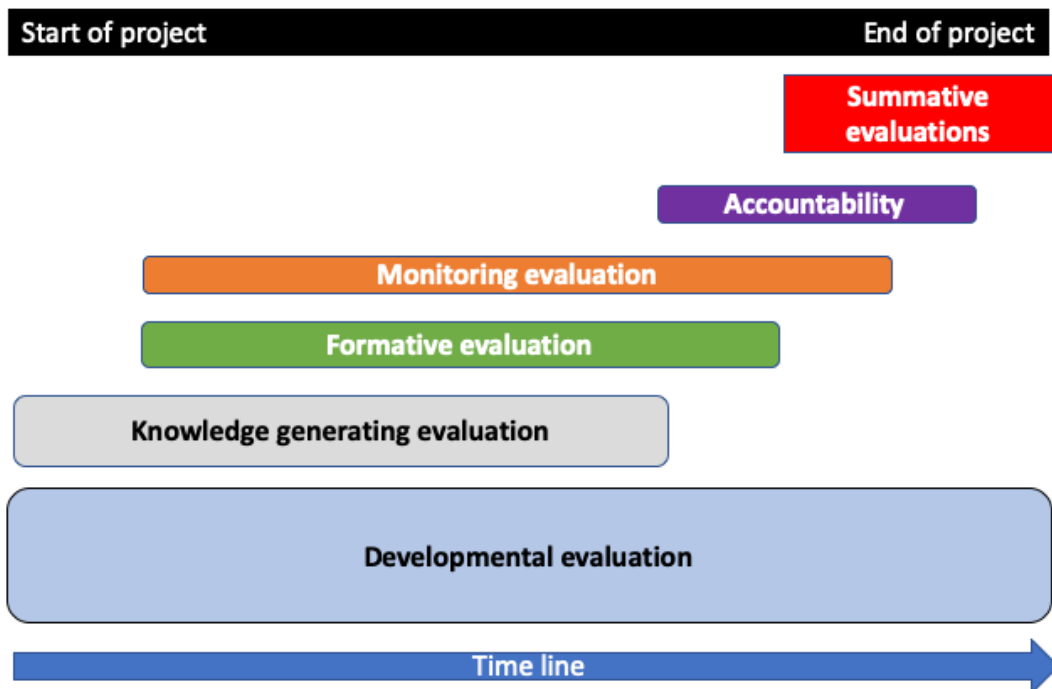 Start of project
End of project
Summative
evaluations
Accountability
Monitoring evaluation
Formative evaluation
Knowledge generating evaluation
Developmental evaluation
Time line